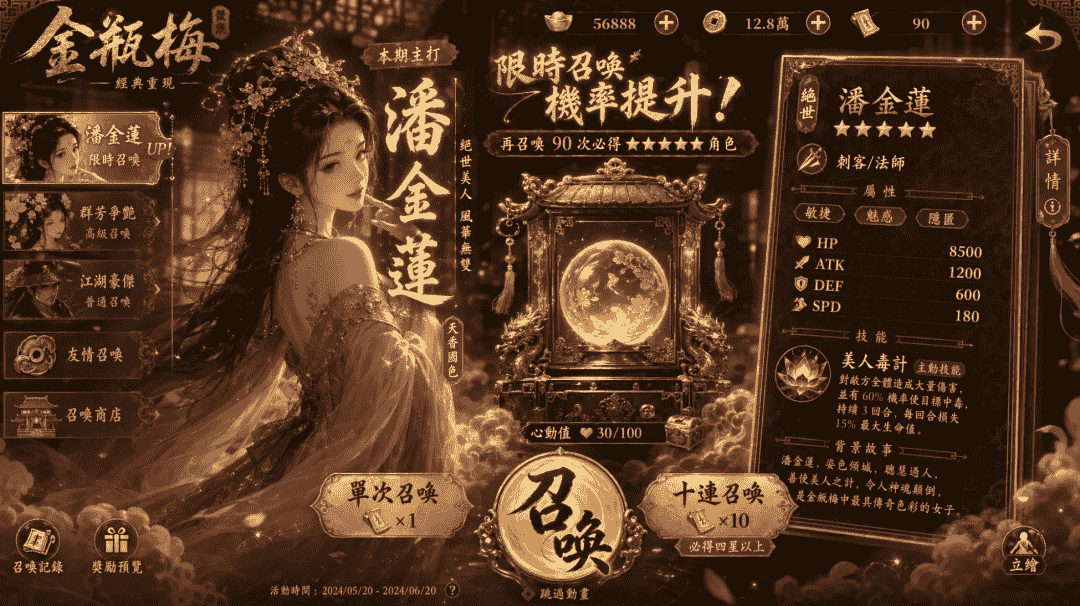 金瓶梅
經典重現
潘金蓮
限時召喚
UP!
群芳爭艷
高級召喚
江湖豪傑
普通召喚
友情召喚
召喚商店
召喚記錄
獎勵預覽
本期主打
潘金蓮
絕世美人 風華無雙
天香國色
56888
12.8萬
90
限時召喚
機率提升!
再召喚 90 次必得★★★★★角色
心動值 ❤ 30/100
單次召喚
×1
召喚
十連召喚
×10
必得四星以上
活動時間：2024/05/20 - 2024/06/20 ?
跳過動畫
絕世
潘金蓮
★★★★★
刺客/法師
屬性
敏捷 魅惑 隱匿
HP 8500
ATK 1200
DEF 600
SPD 180
技能
美人毒計 主動技能
對敵方全體造成大量傷害,
並有 60% 機率使目標中毒,
持續 3 回合, 每回合損失
15% 最大生命值。
背景故事
潘金蓮, 姿色傾城, 聰慧過人,
善使美人之計, 令人神魂顛倒,
是金瓶梅中最具傳奇色彩的女子。
詳情
立繪